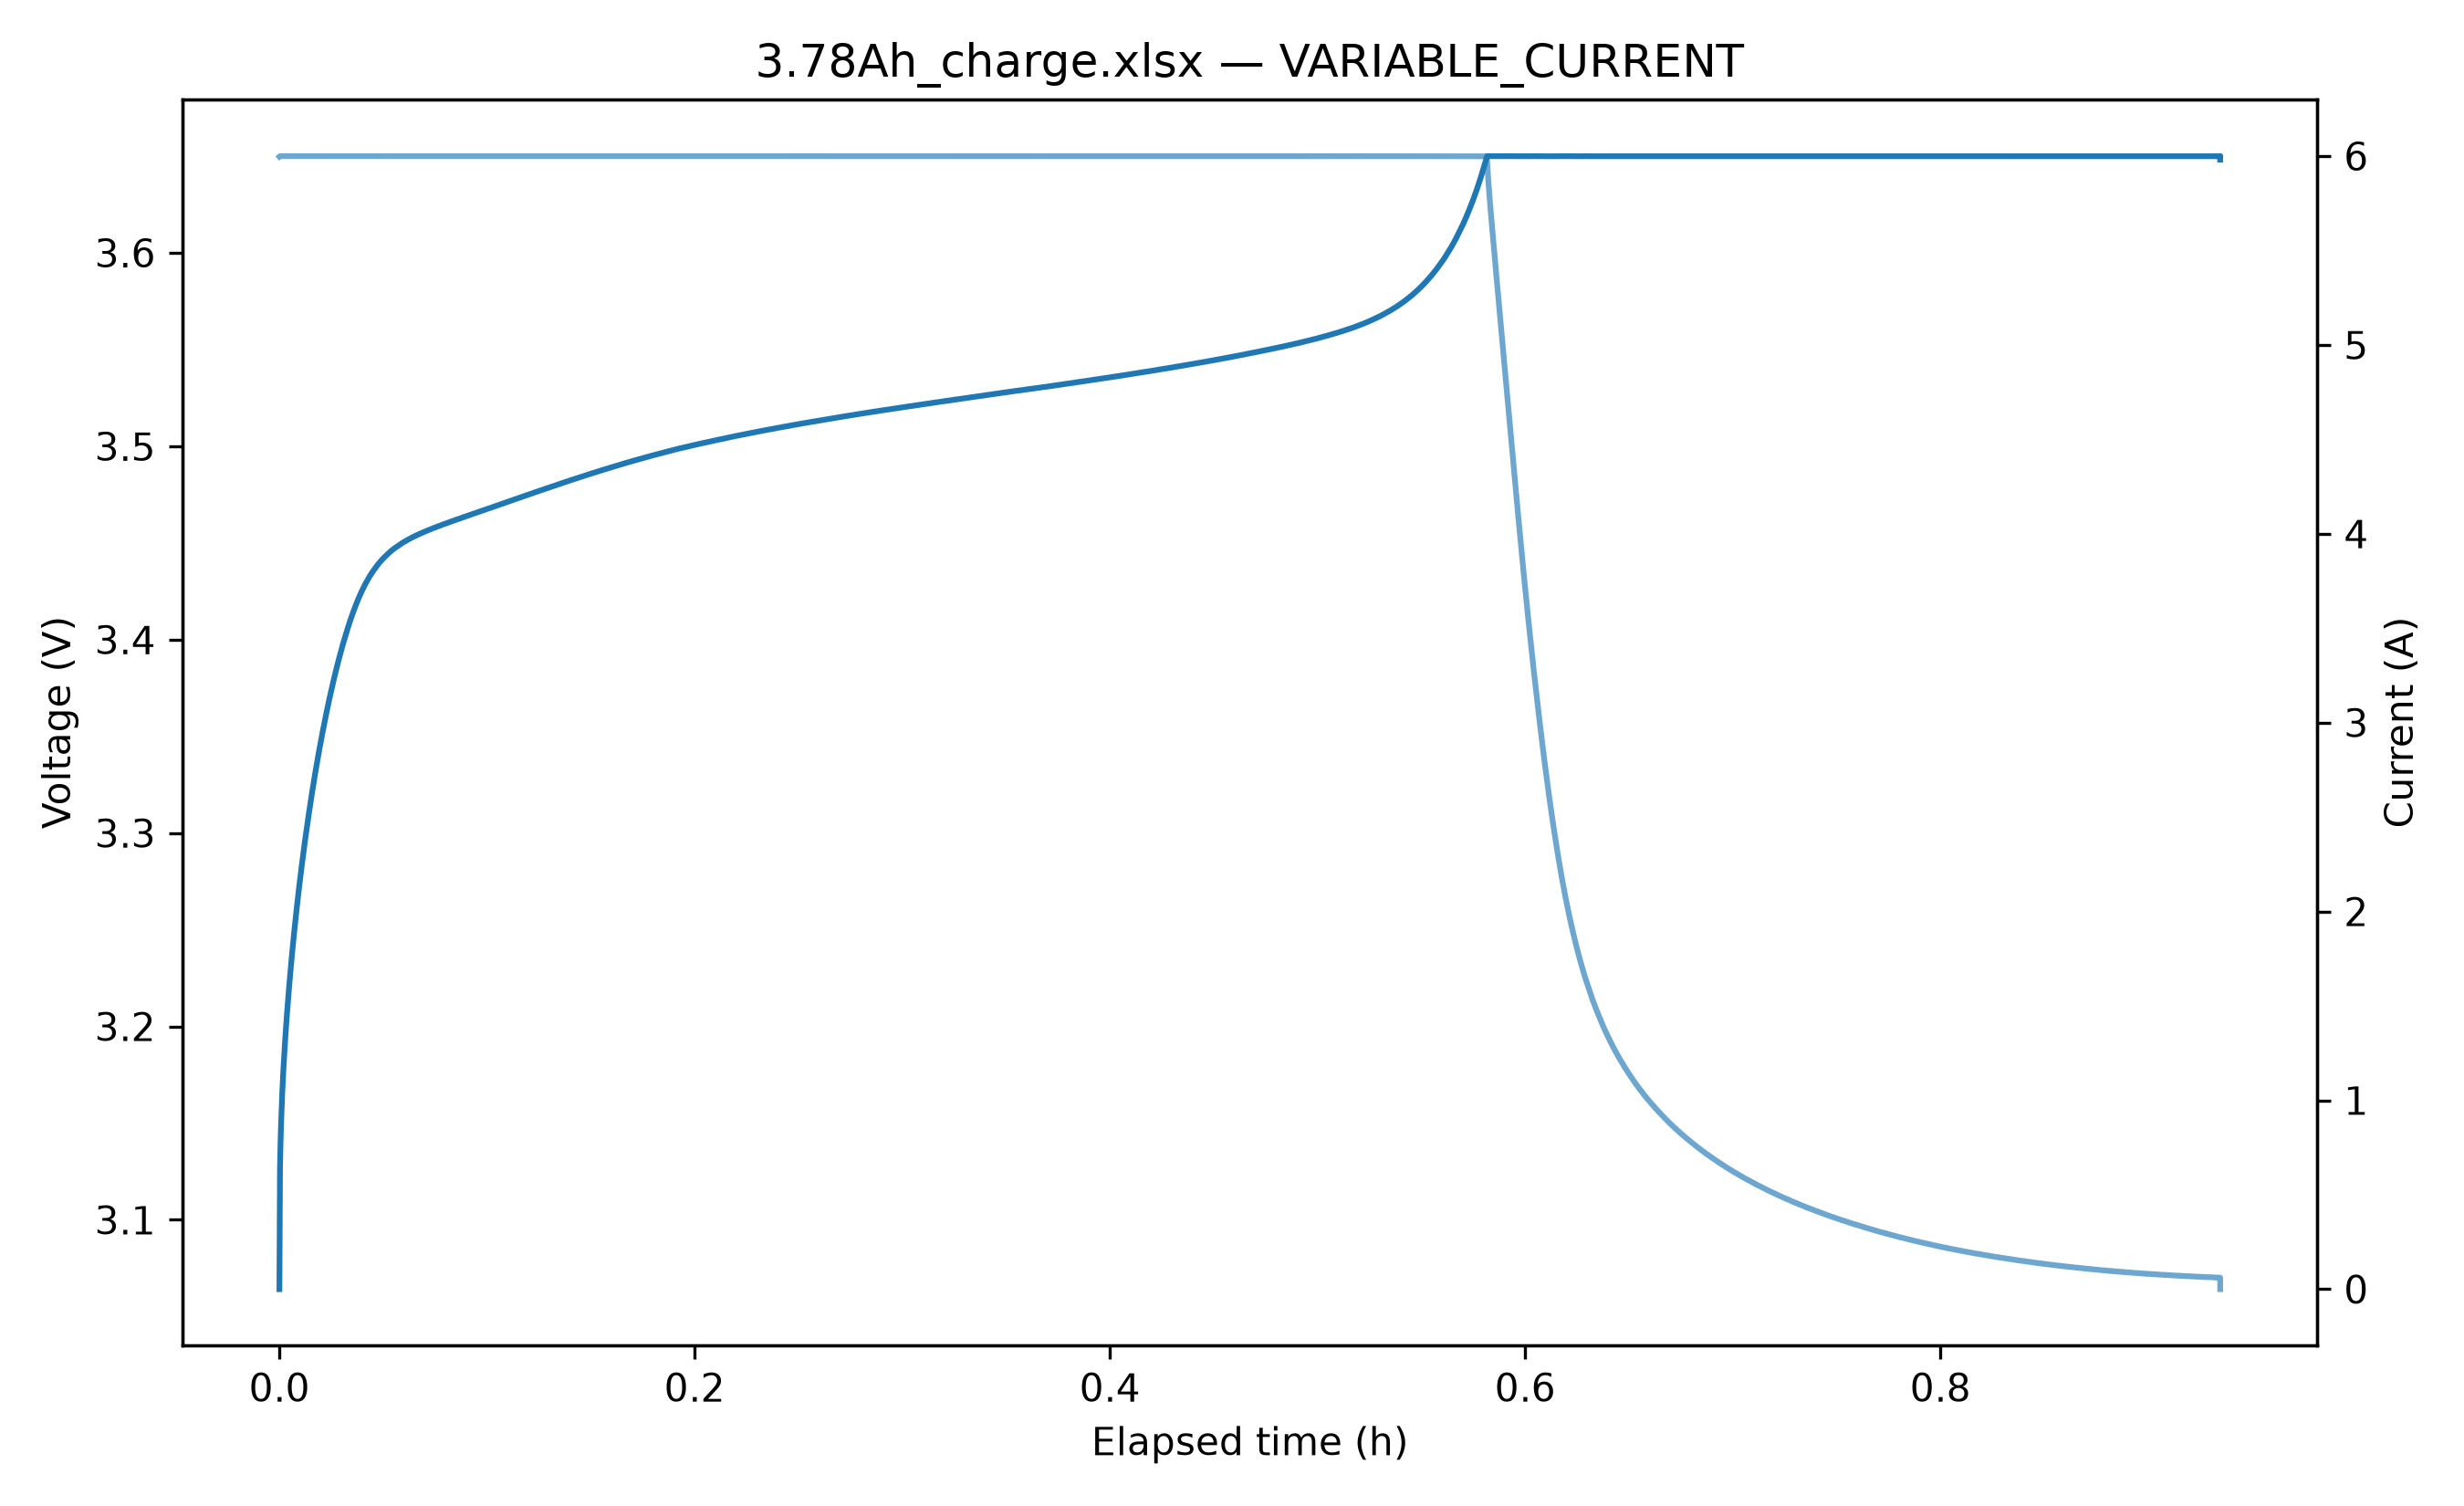 3.78Ah_charge.xlsx — VARIABLE_CURRENT
Voltage (V)
3.6
3.5
3.4
3.3
3.2
3.1
6
5
4
3
2
1
0
Current (A)
0.0 0.2 0.4 0.6 0.8
Elapsed time (h)